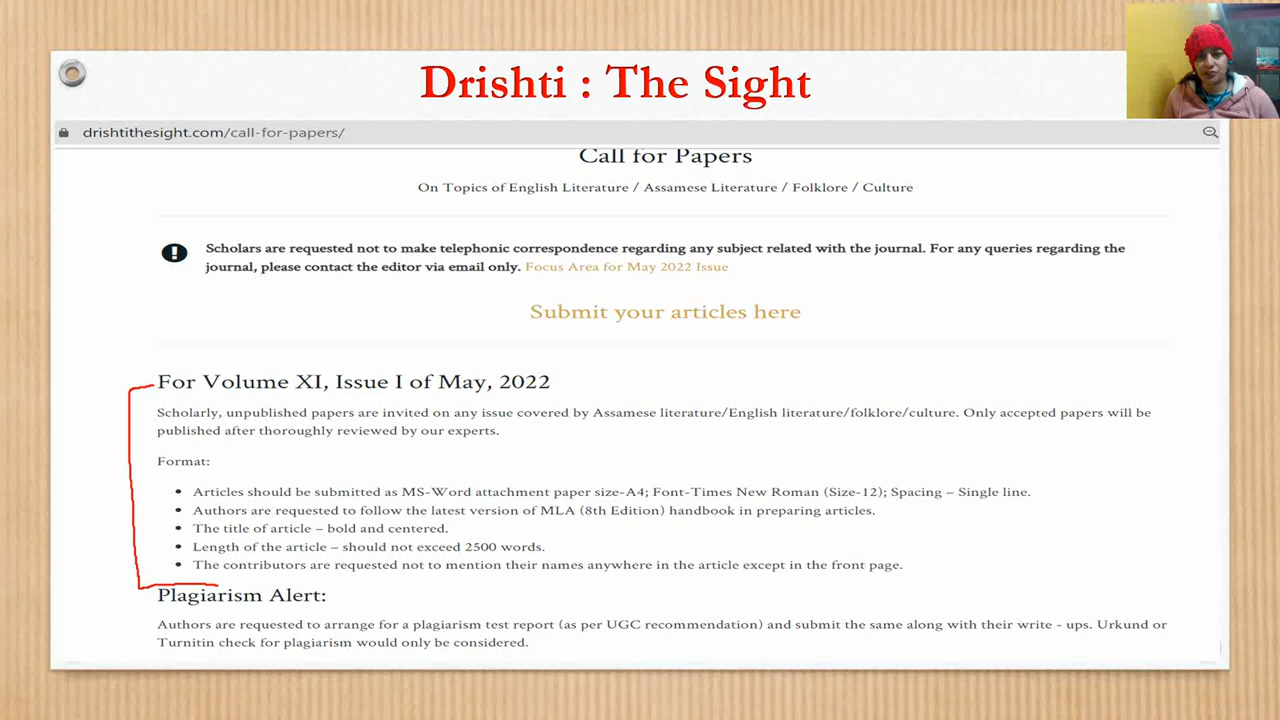 Drishti : The Sight
drishtithesight.com/call-for-papers/
Call for Papers
On Topics of English Literature / Assamese Literature / Folklore / Culture
Scholars are requested not to make telephonic correspondence regarding any subject related with the journal. For any queries regarding the
journal, please contact the editor via email only. Focus Area for May 2022 Issue
Submit your articles here
For Volume XI, Issue I of May, 2022
Scholarly, unpublished papers are invited on any issue covered by Assamese literature/English literature/folklore/culture. Only accepted papers will be
published after thoroughly reviewed by our experts.
Format:
• Articles should be submitted as MS-Word attachment paper size-A4; Font-Times New Roman (Size-12); Spacing – Single line.
• Authors are requested to follow the latest version of MLA (8th Edition) handbook in preparing articles.
• The title of article – bold and centered.
• Length of the article – should not exceed 2500 words.
• The contributors are requested not to mention their names anywhere in the article except in the front page.
Plagiarism Alert:
Authors are requested to arrange for a plagiarism test report (as per UGC recommendation) and submit the same along with their write - ups. Urkund or
Turnitin check for plagiarism would only be considered.